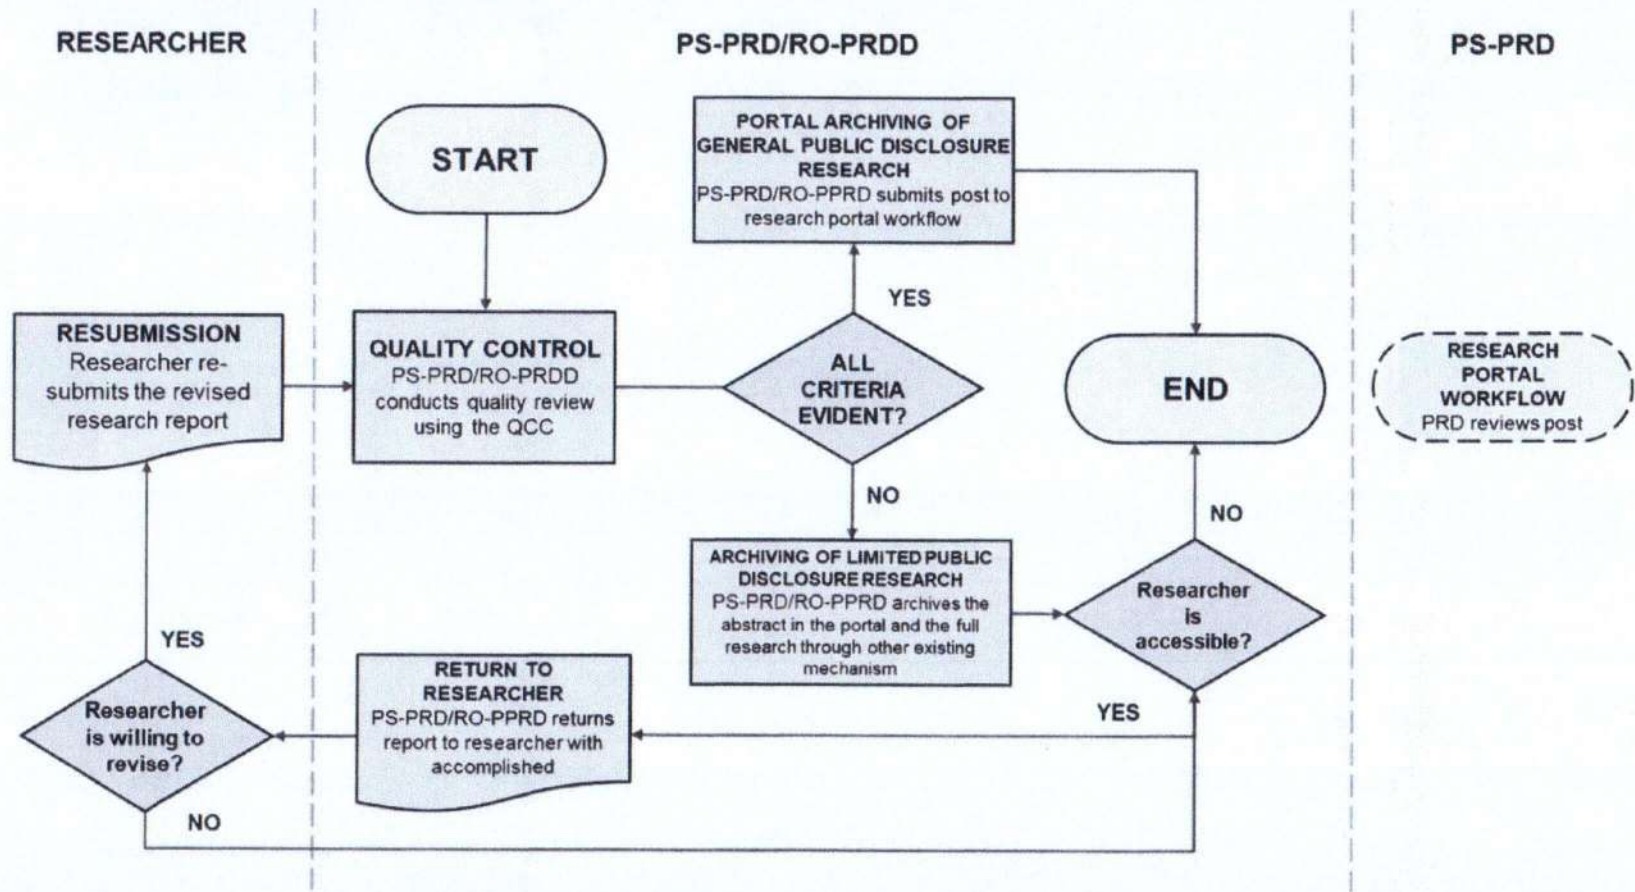 RESEARCHER
PS-PRD/RO-PRDD
PS-PRD
START
PORTAL ARCHIVING OF
GENERAL PUBLIC DISCLOSURE
RESEARCH
PS-PRD/RO-PPRD submits post to
research portal workflow
YES
RESUBMISSION
Researcher re-
submits the revised
research report
QUALITY CONTROL
PS-PRD/RO-PRDD
conducts quality review
using the QCC
ALL
CRITERIA
EVIDENT?
END
RESEARCH
PORTAL
WORKFLOW
PRD reviews post
NO
NO
ARCHIVING OF LIMITED PUBLIC
DISCLOSURE RESEARCH
PS-PRD/RO-PPRD archives the
abstract in the portal and the full
research through other existing
mechanism
Researcher
is
accessible?
YES
YES
RETURN TO
RESEARCHER
PS-PRD/RO-PPRD returns
report to researcher with
accomplished
Researcher
is willing to
revise?
NO